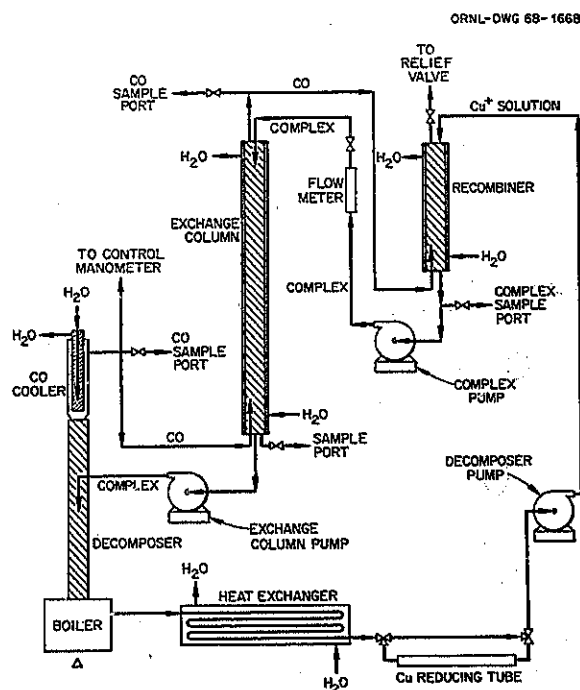 ORNL-DWG 68-1668
TO
RELIEF
VALVE
CO
SAMPLE
PORT
CO
Cu+ SOLUTION
COMPLEX
H2O
H2O
FLOW
METER
RECOMBINER
EXCHANGE
COLUMN
TO CONTROL
MANOMETER
H2O
H2O
COMPLEX
COMPLEX
SAMPLE
PORT
H2O
CO
SAMPLE
PORT
CO
COOLER
COMPLEX
PUMP
H2O
CO
SAMPLE
PORT
DECOMPOSER
PUMP
COMPLEX
DECOMPOSER
EXCHANGE
COLUMN PUMP
H2O
HEAT EXCHANGER
BOILER
Δ
H2O
Cu REDUCING TUBE